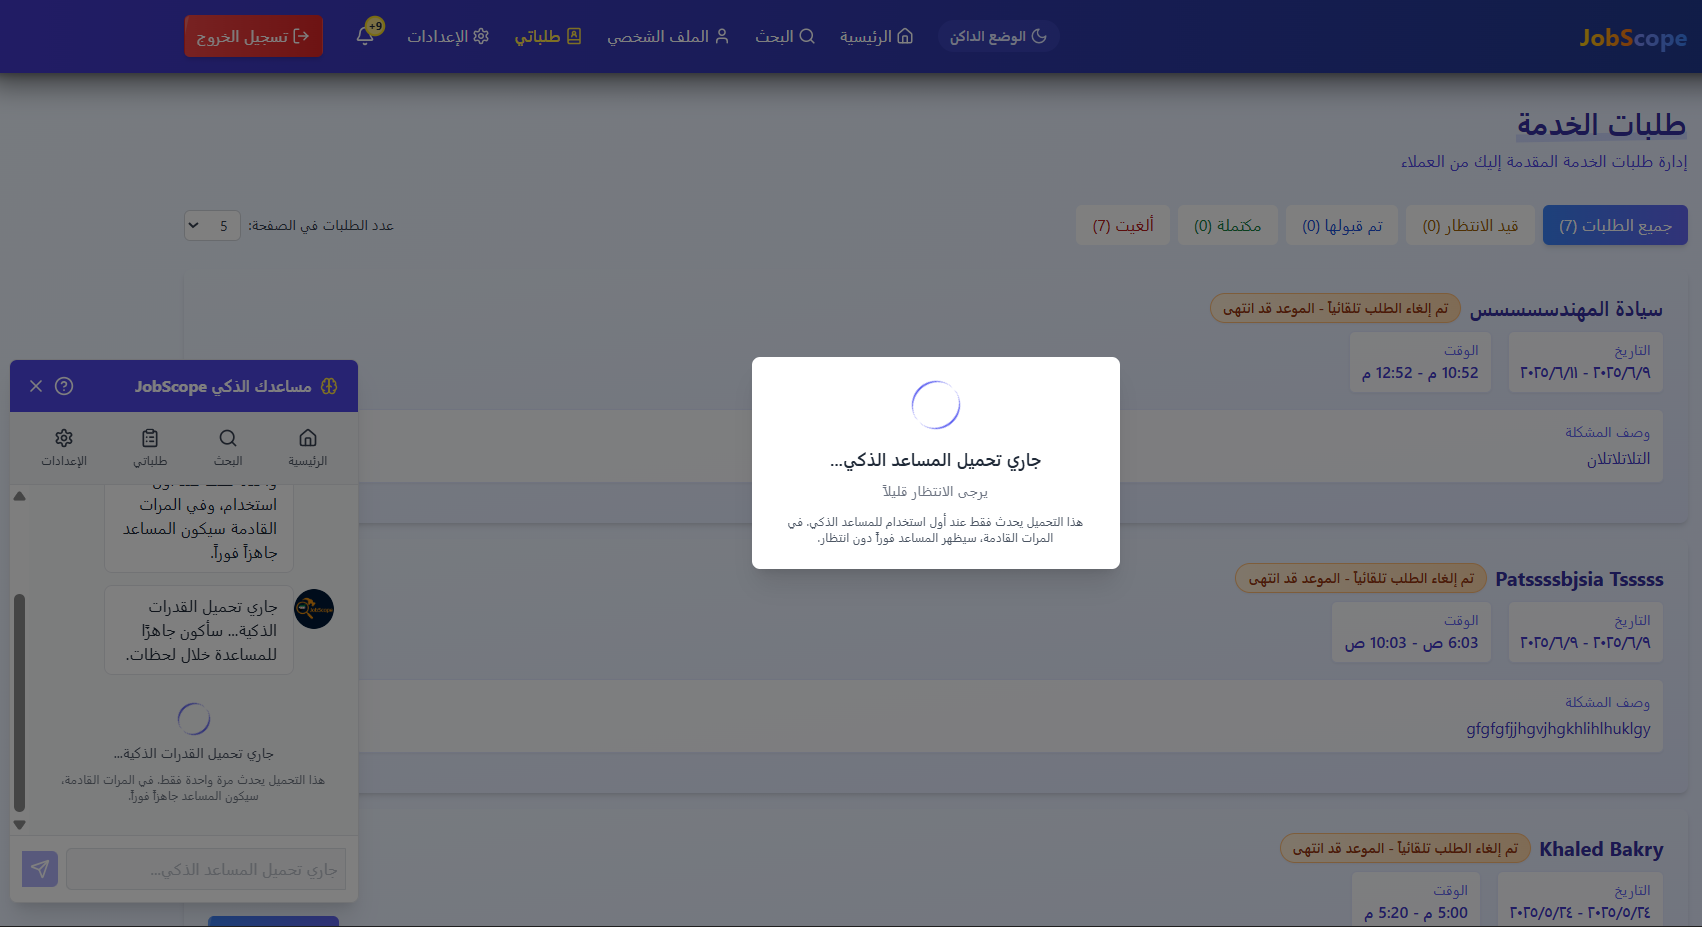 JobScope
الوضع الداكن
الرئيسية
البحث
الملف الشخصي
طلباتي
الإعدادات
+9
تسجيل الخروج
طلبات الخدمة
إدارة طلبات الخدمة المقدمة إليك من العملاء
جميع الطلبات (7)
قيد الانتظار (0)
تم قبولها (0)
مكتملة (0)
ألغيت (7)
عدد الطلبات في الصفحة:
5
سيادة المهندسسسسس
تم إلغاء الطلب تلقائياً - الموعد قد انتهى
التاريخ
٢٠٢٥/٦/٩ - ٢٠٢٥/٦/١١
الوقت
10:52 م - 12:52 م
وصف المشكلة
التلاتلاتلان
جاري تحميل المساعد الذكي...
يرجى الانتظار قليلاً
هذا التحميل يحدث فقط عند أول استخدام للمساعد الذكي. في
المرات القادمة، سيظهر المساعد فوراً دون انتظار.
Patssssbjsia Tsssss
تم إلغاء الطلب تلقائياً - الموعد قد انتهى
التاريخ
٢٠٢٥/٦/٩ - ٢٠٢٥/٦/٩
الوقت
6:03 ص - 10:03 ص
وصف المشكلة
gfgfgfjjhgvjhgkhlihlhuklgy
Khaled Bakry
تم إلغاء الطلب تلقائياً - الموعد قد انتهى
التاريخ
٢٠٢٥/٥/٢٤ - ٢٠٢٥/٥/٢٤
الوقت
5:00 م - 5:20 م
مساعدك الذكي JobScope
الرئيسية
البحث
طلباتي
الإعدادات
استخدام، وفي المرات
القادمة سيكون المساعد
جاهزاً فوراً.
JobScope
جاري تحميل القدرات
الذكية... سأكون جاهزًا
للمساعدة خلال لحظات.
جاري تحميل القدرات الذكية...
هذا التحميل يحدث مرة واحدة فقط. في المرات القادمة،
سيكون المساعد جاهزاً فوراً.
جاري تحميل المساعد الذكي...